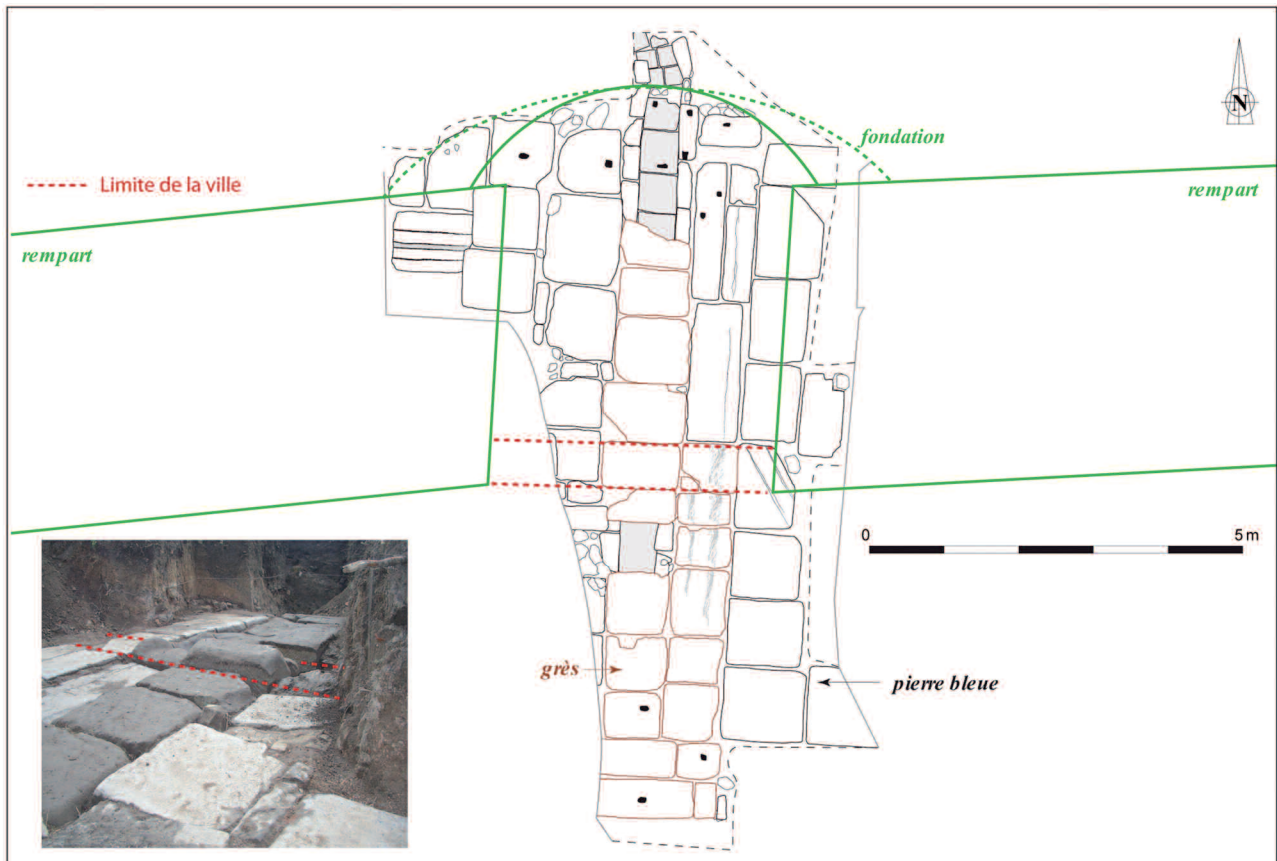 N
fondation
Limite de la ville
rempart
rempart
0 5 m
grès
pierre bleue